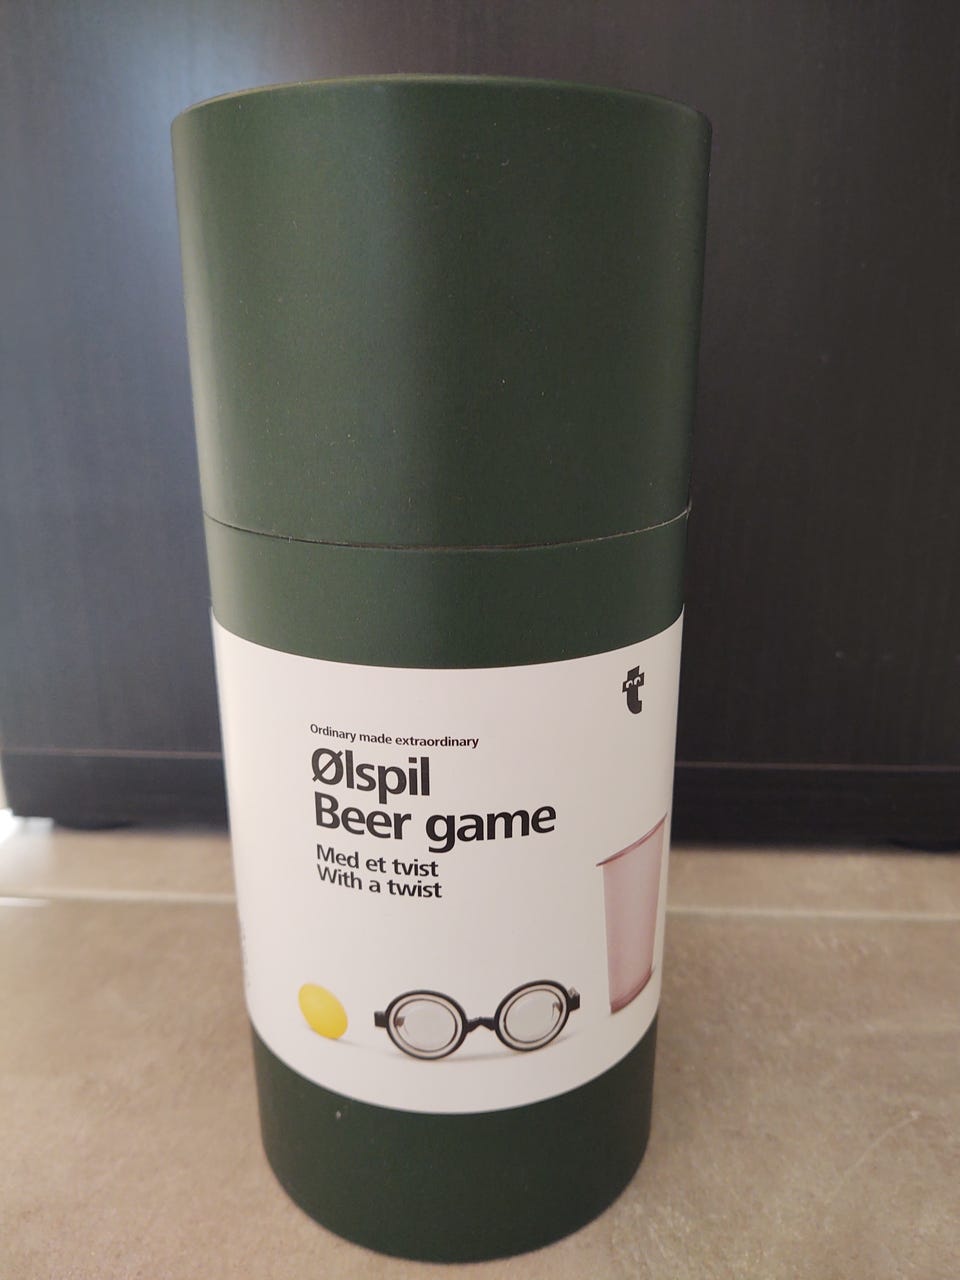 Ordinary made extraordinary
Ølspil
Beer game
Med et tvist
With a twist